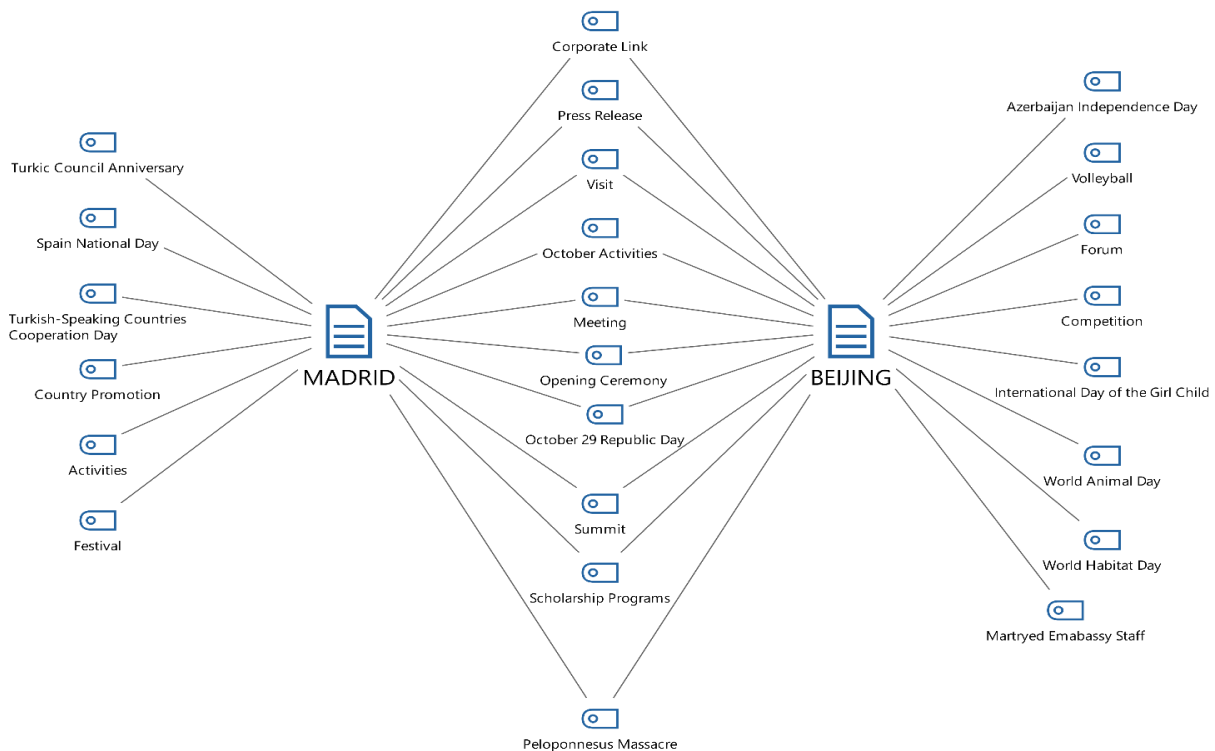 Corporate Link
Press Release
Visit
October Activities
Meeting
Opening Ceremony
October 29 Republic Day
Summit
Scholarship Programs
Peloponnesus Massacre
Turkic Council Anniversary
Spain National Day
Turkish-Speaking Countries
Cooperation Day
Country Promotion
Activities
Festival
MADRID
BEIJING
Azerbaijan Independence Day
Volleyball
Forum
Competition
International Day of the Girl Child
World Animal Day
World Habitat Day
Martryed Emabassy Staff